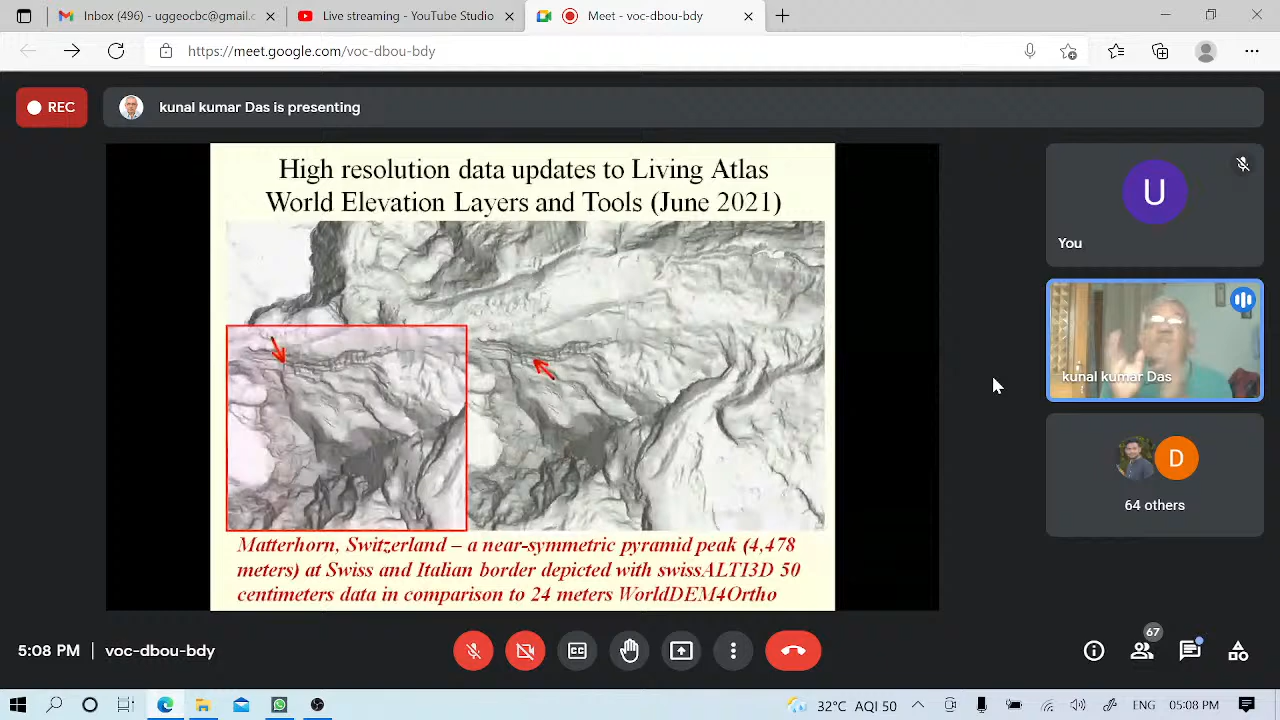 Inbox (496) - uggeocbc@gmail.c
Live streaming - YouTube Studio
Meet - voc-dbou-bdy
https://meet.google.com/voc-dbou-bdy
REC
kunal kumar Das is presenting
High resolution data updates to Living Atlas
World Elevation Layers and Tools (June 2021)
Matterhorn, Switzerland – a near-symmetric pyramid peak (4,478
meters) at Swiss and Italian border depicted with swissALTI3D 50
centimeters data in comparison to 24 meters WorldDEM4Ortho
U
You
kunal kumar Das
D
64 others
5:08 PM | voc-dbou-bdy
67
32°C AQI 50
ENG
05:08 PM